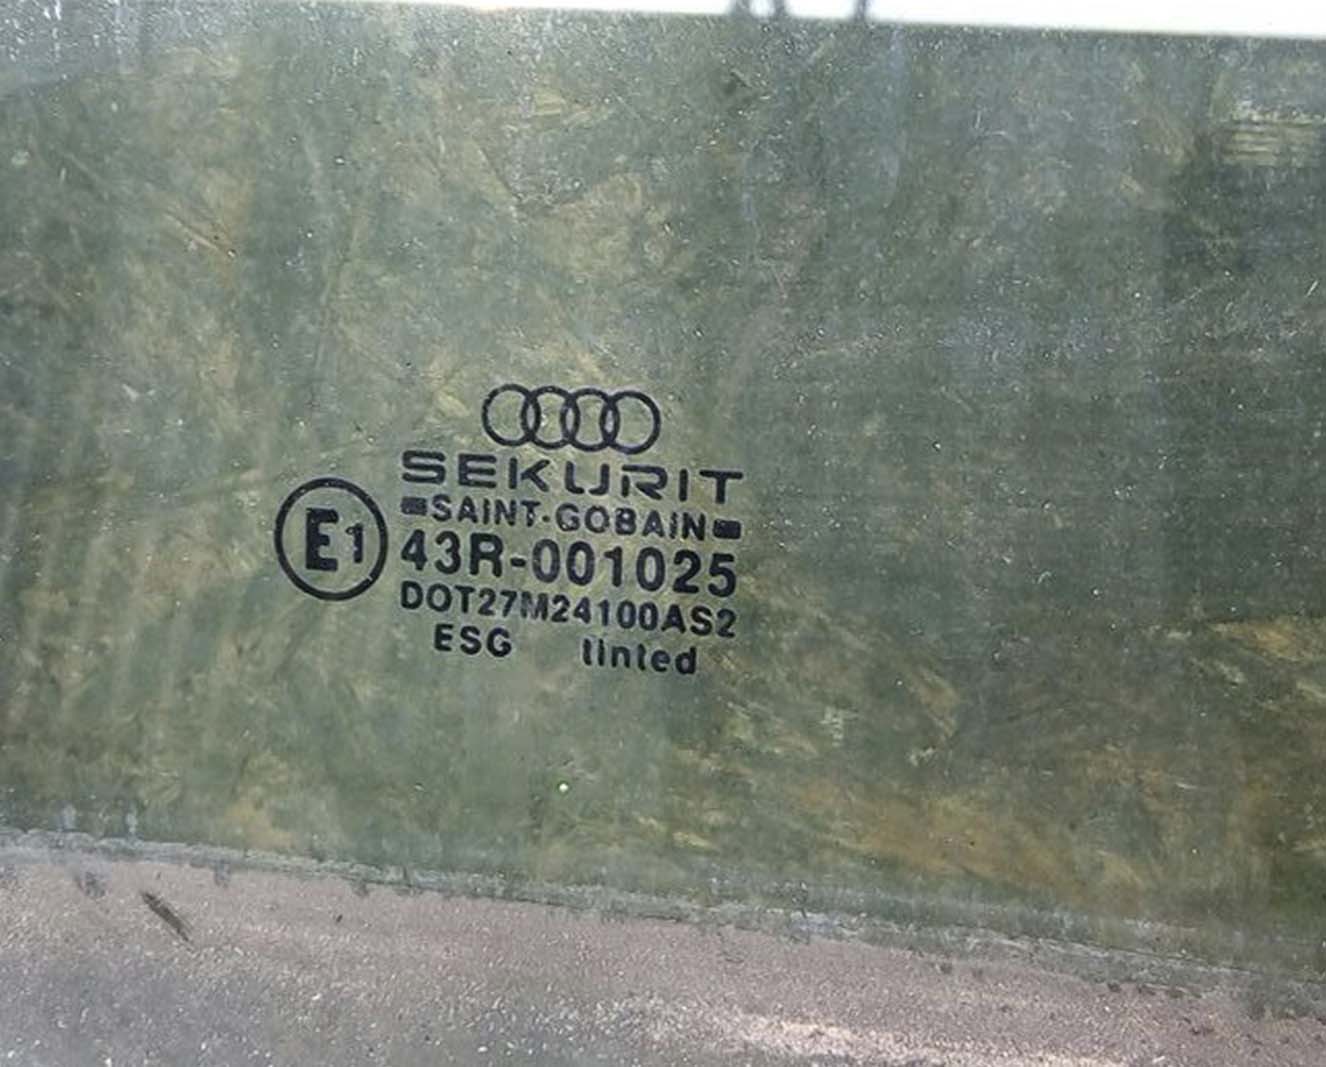 SEKURIT
SAINT-GOBAIN
E1 43R-001025
DOT27M24100AS2
ESG tinted